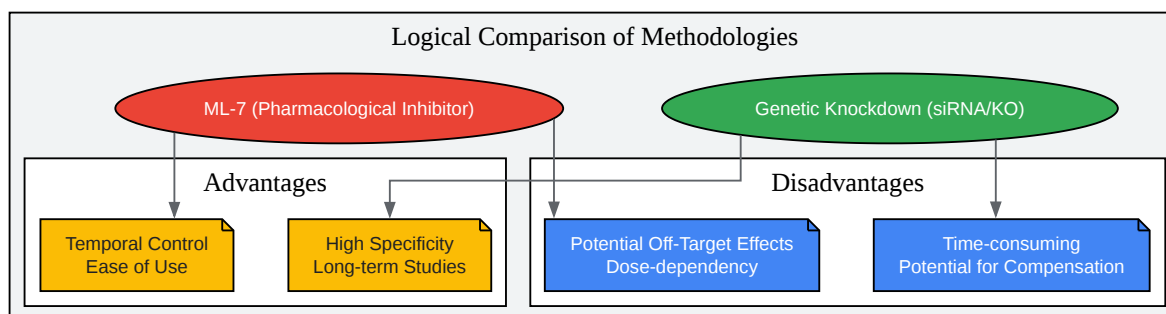 Logical Comparison of Methodologies
ML-7 (Pharmacological Inhibitor)
Genetic Knockdown (siRNA/KO)
Advantages
Temporal Control
Ease of Use
High Specificity
Long-term Studies
Disadvantages
Potential Off-Target Effects
Dose-dependency
Time-consuming
Potential for Compensation